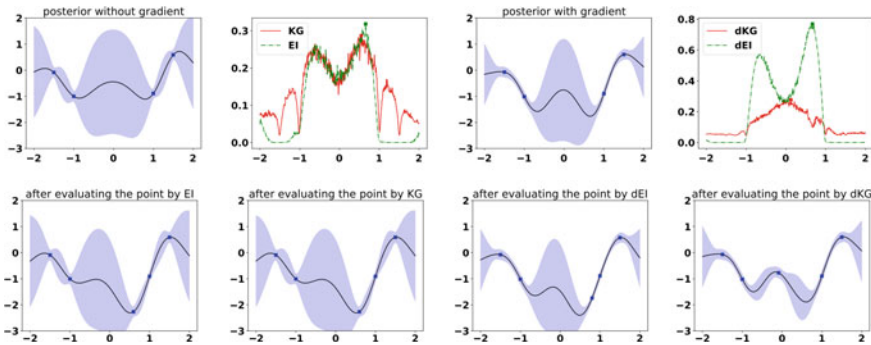 posterior without gradient
2
1
0
−1
−2
−3
−2 −1 0 1 2
KG
EI
0.3
0.2
0.1
0.0
−2 −1 0 1 2
posterior with gradient
2
1
0
−1
−2
−3
−2 −1 0 1 2
dKG
dEI
0.8
0.6
0.4
0.2
0.0
−2 −1 0 1 2
after evaluating the point by EI
2
1
0
−1
−2
−3
−2 −1 0 1 2
after evaluating the point by KG
2
1
0
−1
−2
−3
−2 −1 0 1 2
after evaluating the point by dEI
2
1
0
−1
−2
−3
−2 −1 0 1 2
after evaluating the point by dKG
2
1
0
−1
−2
−3
−2 −1 0 1 2